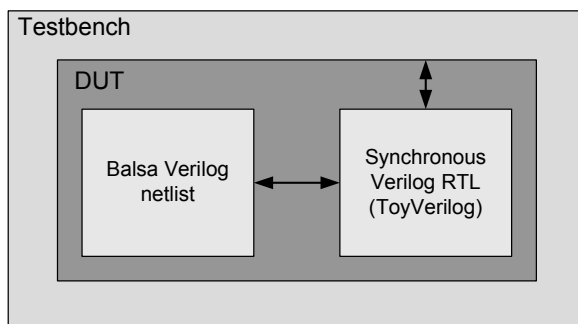 Testbench
DUT
Balsa Verilog
netlist
Synchronous
Verilog RTL
(ToyVerilog)